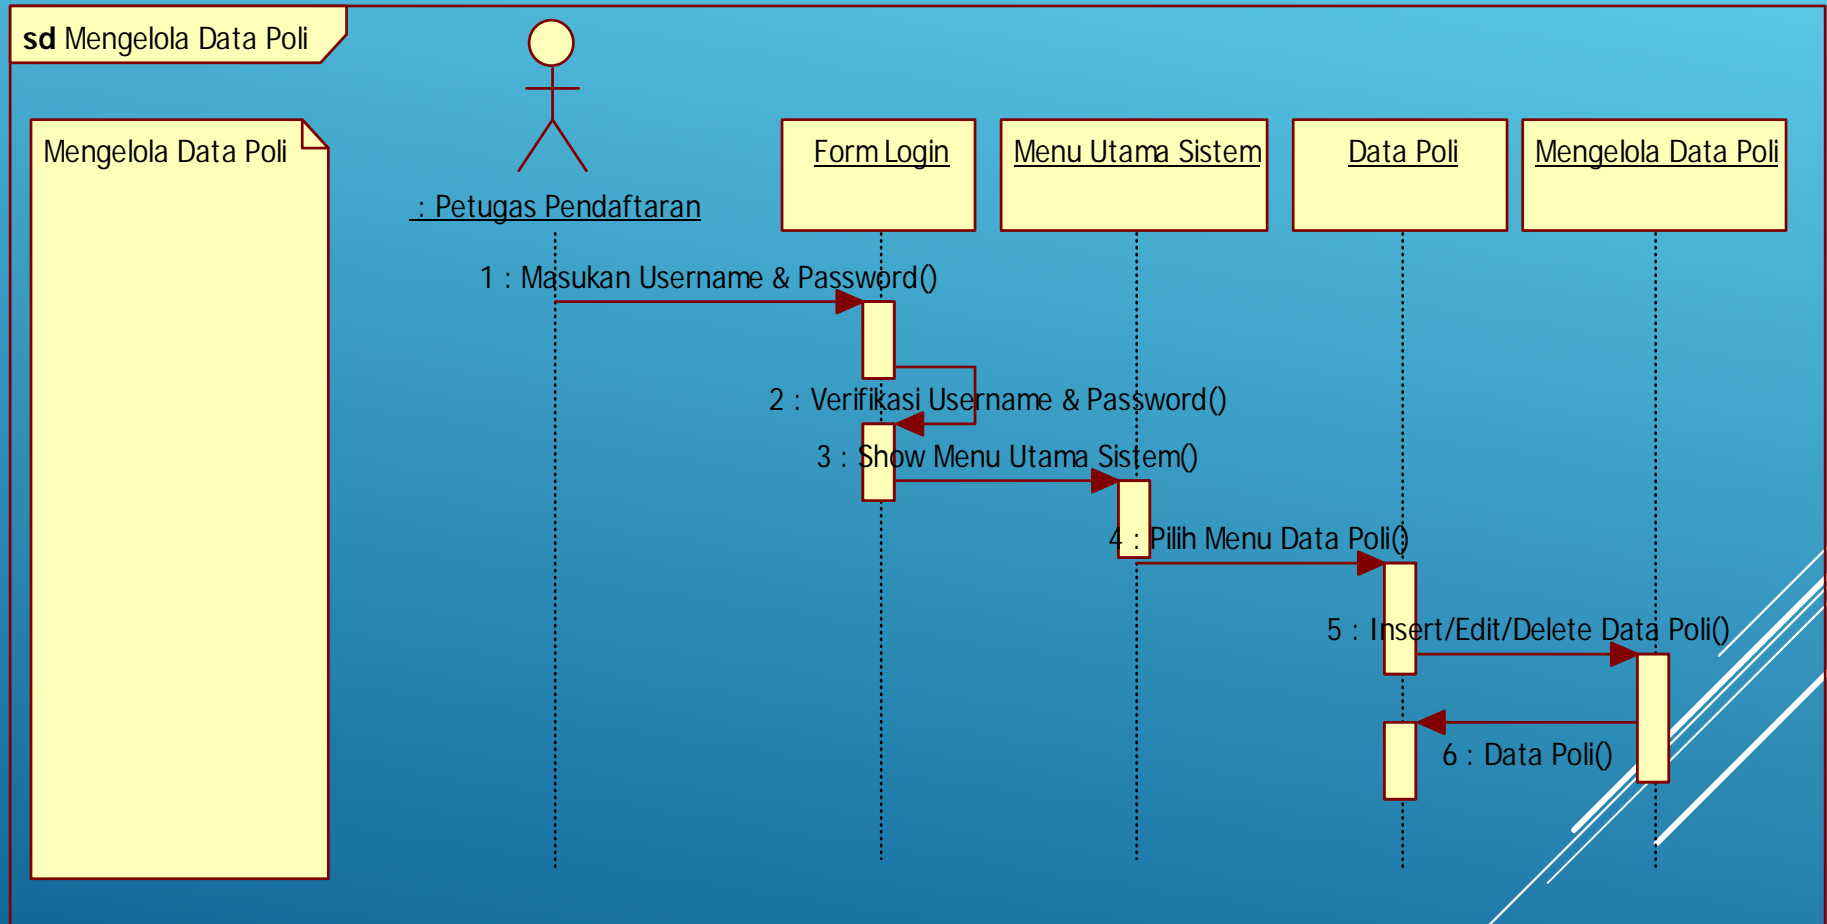 sd Mengelola Data Poli
Mengelola Data Poli
: Petugas Pendaftaran
Form Login
Menu Utama Sistem
Data Poli
Mengelola Data Poli
1 : Masukan Username & Password()
2 : Verifikasi Username & Password()
3 : Show Menu Utama Sistem()
4 : Pilih Menu Data Poli()
5 : Insert/Edit/Delete Data Poli()
6 : Data Poli()